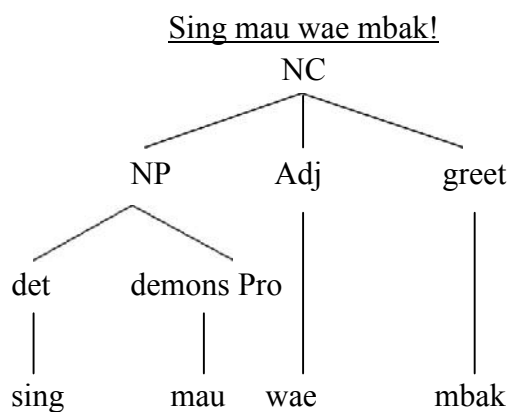 Sing mau wae mbak!
NC
NP Adj greet
det demons Pro
sing mau wae mbak